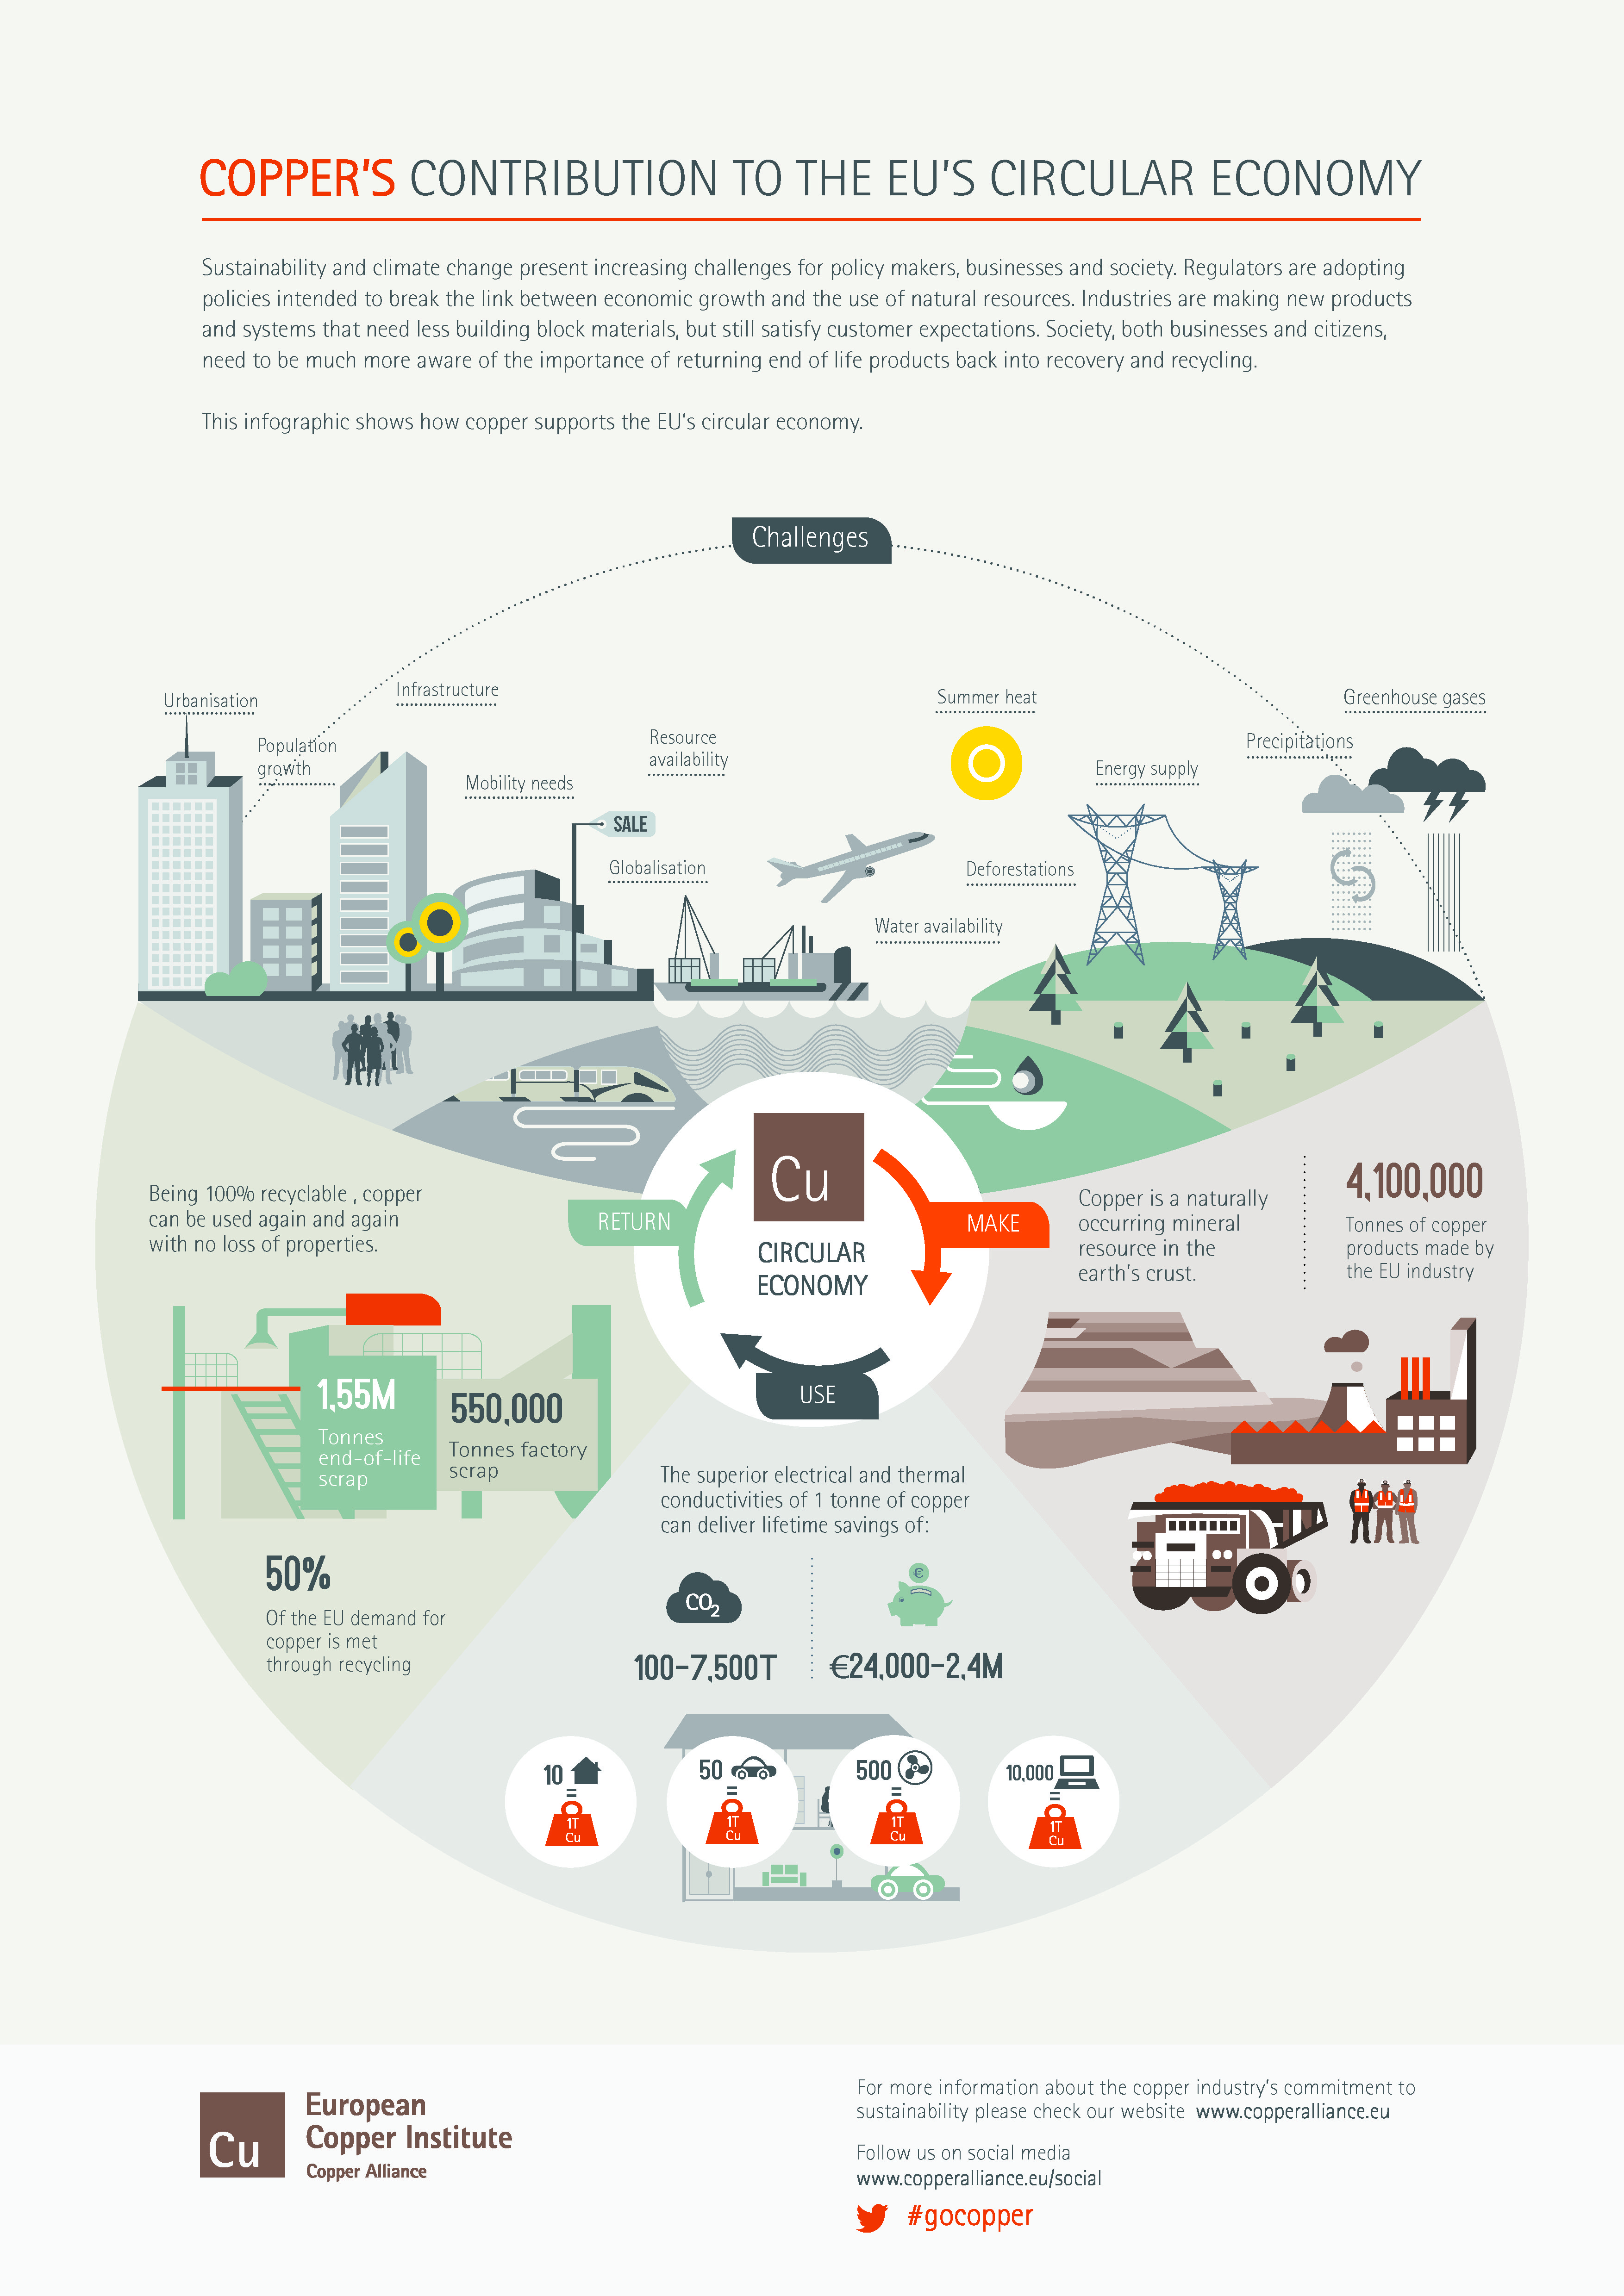 COPPER'S CONTRIBUTION TO THE EU'S CIRCULAR ECONOMY
Sustainability and climate change present increasing challenges for policy makers, businesses and society. Regulators are adopting
policies intended to break the link between economic growth and the use of natural resources. Industries are making new products
and systems that need less building block materials, but still satisfy customer expectations. Society, both businesses and citizens,
need to be much more aware of the importance of returning end of life products back into recovery and recycling.
This infographic shows how copper supports the EU's circular economy.
Challenges
Urbanisation
Population
growth
Infrastructure
Mobility needs
Resource
availability
SALE
Globalisation
Summer heat
Energy supply
Deforestations
Water availability
Precipitations
Greenhouse gases
Cu
CIRCULAR
ECONOMY
RETURN
MAKE
USE
Being 100% recyclable , copper
can be used again and again
with no loss of properties.
1,55M
Tonnes
end-of-life
scrap
550,000
Tonnes factory
scrap
50%
Of the EU demand for
copper is met
through recycling
Copper is a naturally
occurring mineral
resource in the
earth's crust.
4,100,000
Tonnes of copper
products made by
the EU industry
The superior electrical and thermal
conductivities of 1 tonne of copper
can deliver lifetime savings of:
CO2
€
100-7,500T
€24,000-2,4M
10
=
1T
Cu
50
=
1T
Cu
500
=
1T
Cu
10,000
=
1T
Cu
Cu
European
Copper Institute
Copper Alliance
For more information about the copper industry's commitment to
sustainability please check our website www.copperalliance.eu
Follow us on social media
www.copperalliance.eu/social
#gocopper